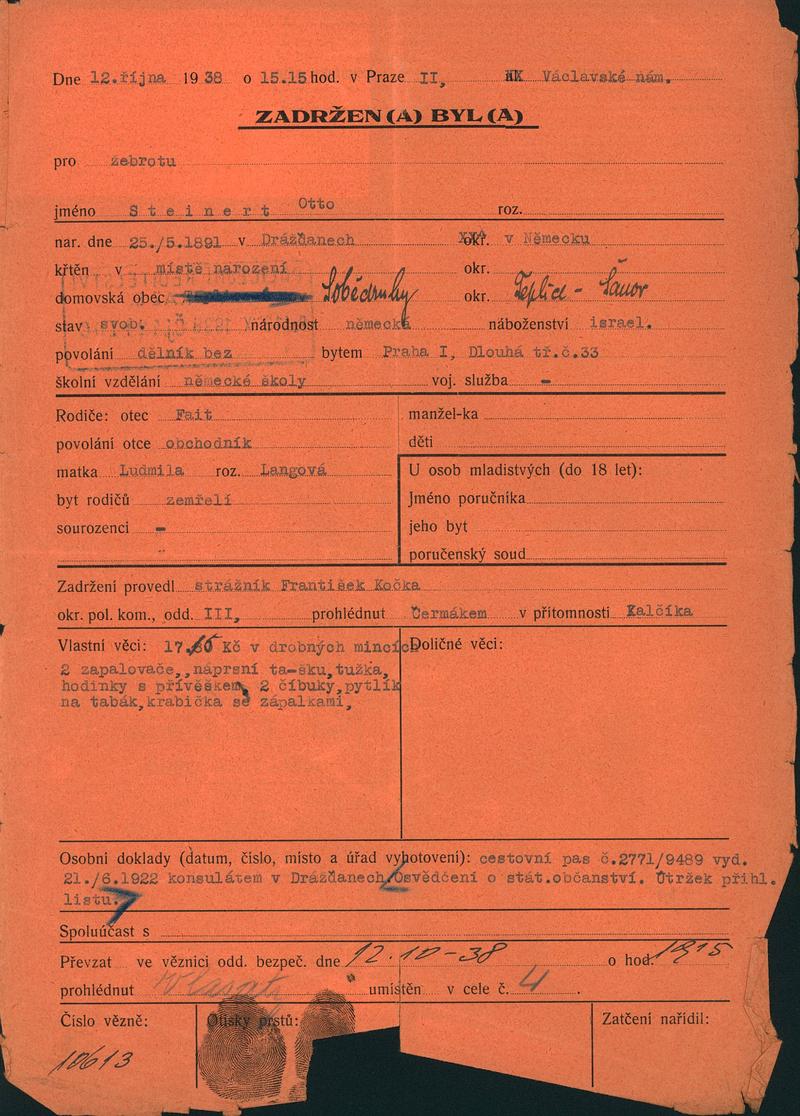 Dne 12.října 1938 o 15.15 hod. v Praze II, Václavské nám.
ZADRŽEN(A) BYL(A)
pro žebrotu
jméno Steinert Otto roz.
nar. dne 25./5.1891 v Drážďanech okr. v Německu
křtěn v místě narození okr.
domovská obec Soběchruhy okr. Teplice - Šanov
stav svob. národnost německá náboženství israel.
povolání dělník bez bytem Praha I, Dlouhá tř.č.33
školní vzdělání německé školy voj. služba -
Rodiče: otec Fait
povolání otce obchodník
matka Ludmila roz. Langová
byt rodičů zemřelí
sourozenci -
manžel-ka
děti
U osob mladistvých (do 18 let):
Jméno poručníka
jeho byt
poručenský soud
Zadržení provedl strážník František Kočka
okr. pol. kom., odd. III, prohlédnut Čermákem v přítomnosti Kalčíka
Vlastní věci: 17. Kč v drobných mincích
2 zapalovače,,náprsní ta-šku,tužka,
hodinky s přívěskem, 2 čibuky,pytlík
na tabák,krabička se zápalkami,
Doličné věci:
Osobní doklady (datum, číslo, místo a úřad vyhotovení): cestovní pas č.2771/9489 vyd.
21./6.1922 konsulátem v Drážďanech, Osvědčení o stát.občanství. Útržek přihl.
listu.
Spoluúčast s
Převzat ve věznici odd. bezpeč. dne 12.10-38 o hod. 1915
prohlédnut umístěn v cele č. 4.
Číslo vězně:
10613
Otisky prstů:
Zatčení nařídil: